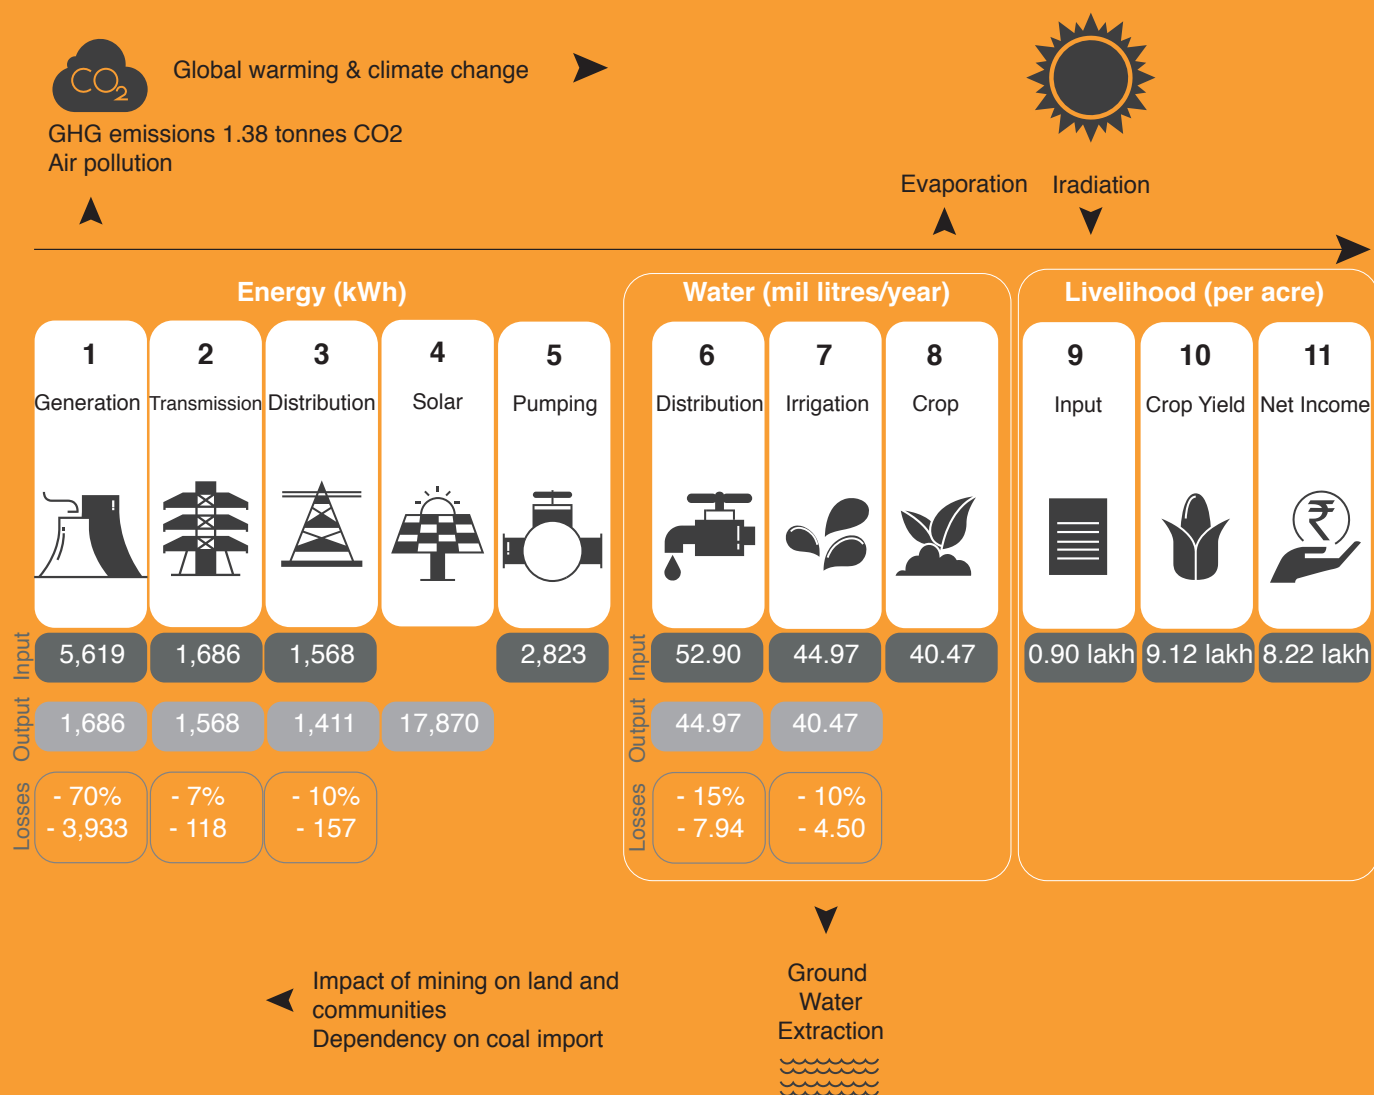 CO2
Global warming & climate change
GHG emissions 1.38 tonnes CO2
Air pollution
Evaporation
Iradiation
Energy (kWh)
Water (mil litres/year)
Livelihood (per acre)
1
2
3
4
5
6
7
8
9
10
11
Generation
Transmission
Distribution
Solar
Pumping
Distribution
Irrigation
Crop
Input
Crop Yield
Net Income
₹
Input
5,619
1,686
1,568
2,823
Input
52.90
44.97
40.47
0.90 lakh
9.12 lakh
8.22 lakh
Output
1,686
1,568
1,411
17,870
Output
44.97
40.47
Losses
- 70%
- 3,933
- 7%
- 118
- 10%
- 157
Losses
- 15%
- 7.94
- 10%
- 4.50
Impact of mining on land and
communities
Dependency on coal import
Ground
Water
Extraction